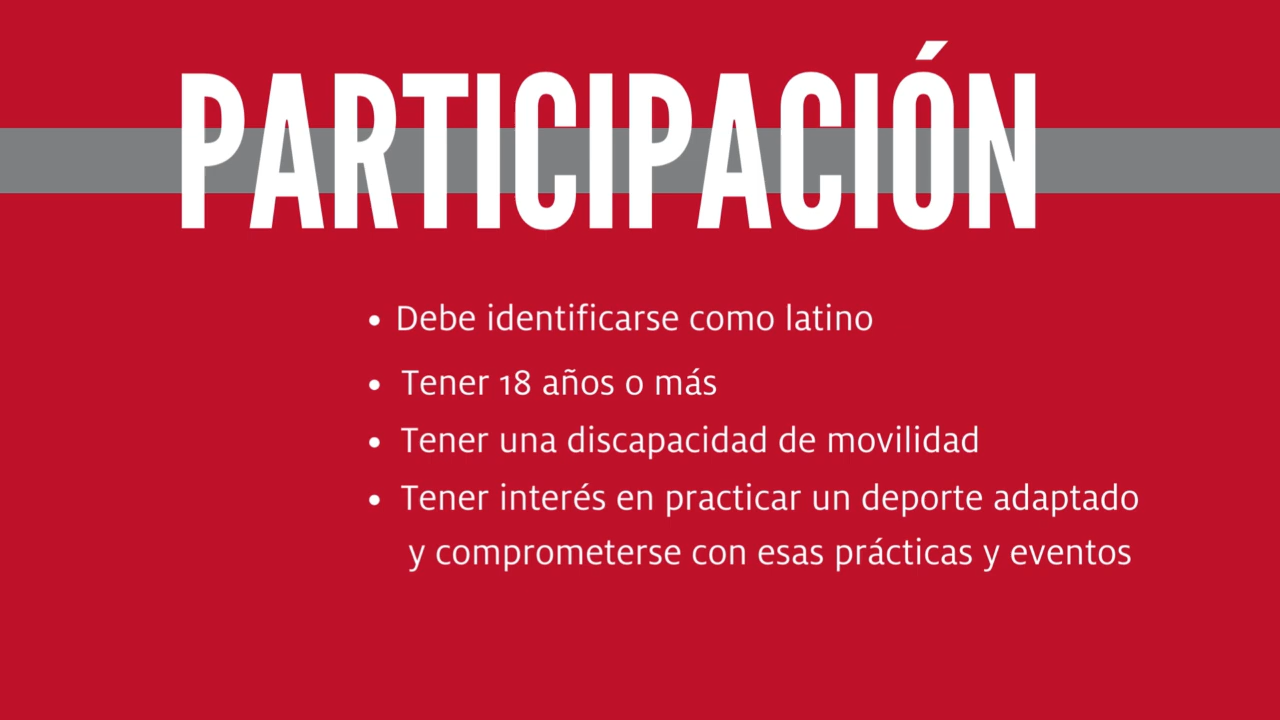 PARTICIPACIÓN
• Debe identificarse como latino
• Tener 18 años o más
• Tener una discapacidad de movilidad
• Tener interés en practicar un deporte adaptado
y comprometerse con esas prácticas y eventos